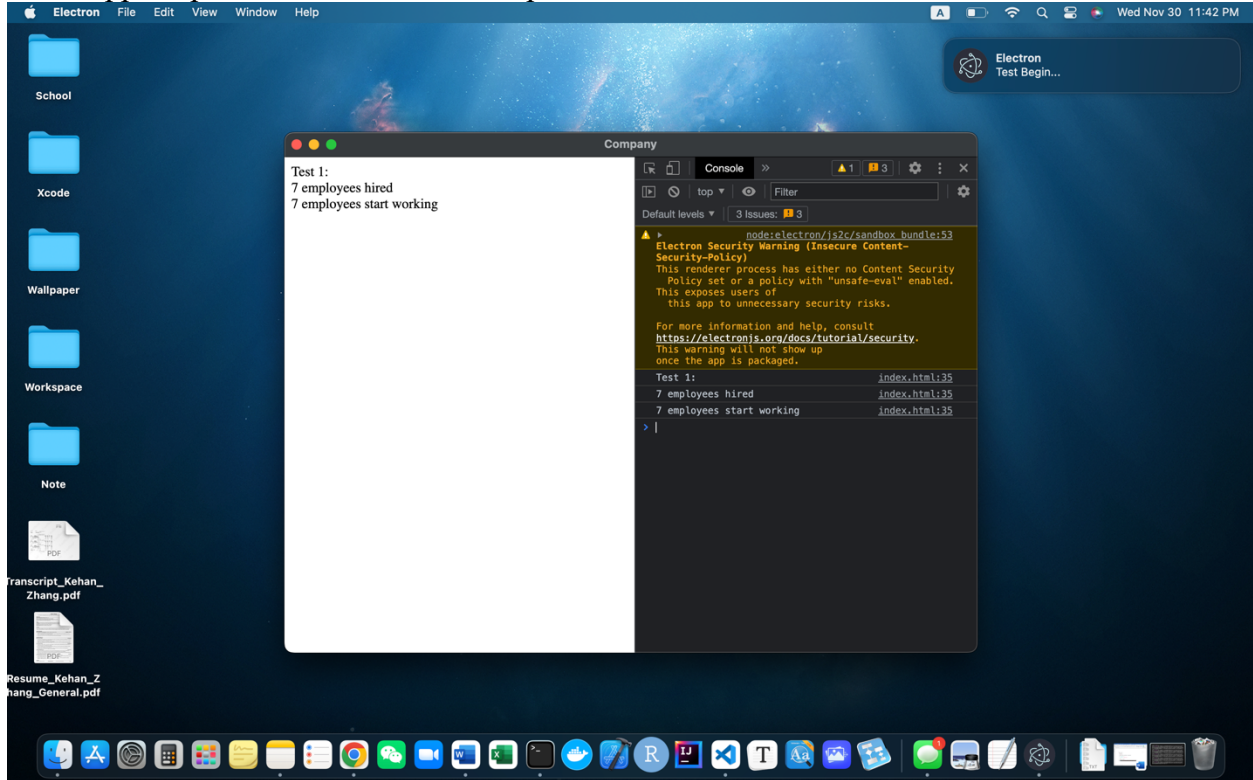 Electron File Edit View Window Help
A
Wed Nov 30 11:42 PM
Electron
Test Begin...
School
Xcode
Wallpaper
Workspace
Note
PDF
Transcript_Kehan_
Zhang.pdf
PDF
Resume_Kehan_Z
hang_General.pdf
Company
Test 1:
7 employees hired
7 employees start working
Console » 1 3
top ▼ Filter
Default levels ▼ 3 Issues: 3
node:electron/js2c/sandbox_bundle:53
Electron Security Warning (Insecure Content-
Security-Policy)
This renderer process has either no Content Security
Policy set or a policy with "unsafe-eval" enabled.
This exposes users of
this app to unnecessary security risks.
For more information and help, consult
https://electronjs.org/docs/tutorial/security.
This warning will not show up
once the app is packaged.
Test 1: index.html:35
7 employees hired index.html:35
7 employees start working index.html:35
>
W
X
R
IJ
T
1
TXT